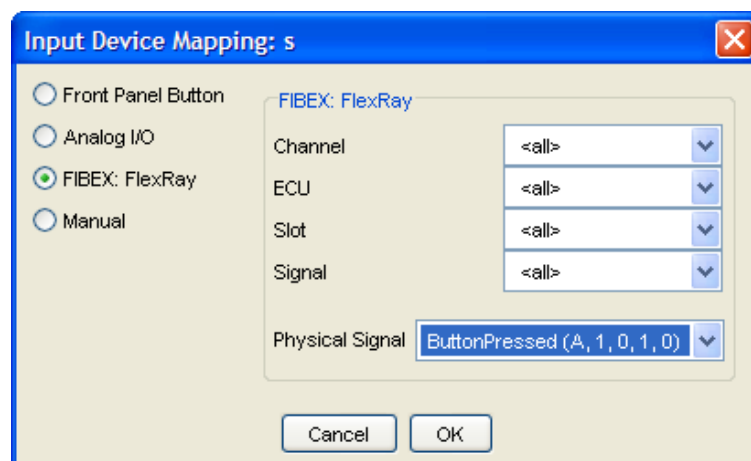 Input Device Mapping: s
Front Panel Button
Analog I/O
FIBEX: FlexRay
Manual
FIBEX: FlexRay
Channel <all>
ECU <all>
Slot <all>
Signal <all>
Physical Signal ButtonPressed (A, 1, 0, 1, 0)
Cancel OK